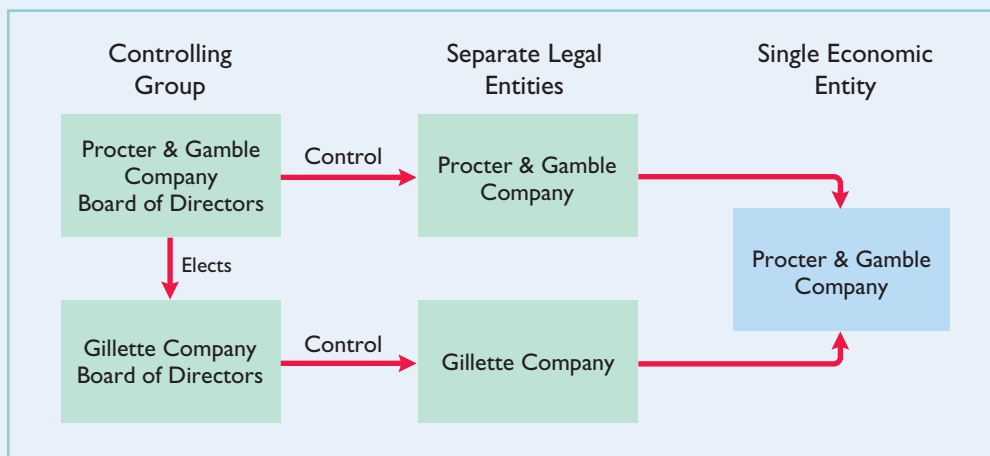 Controlling
Group
Separate Legal
Entities
Single Economic
Entity
Procter & Gamble
Company
Board of Directors
Control
Procter & Gamble
Company
Elects
Procter & Gamble
Company
Gillette Company
Board of Directors
Control
Gillette Company